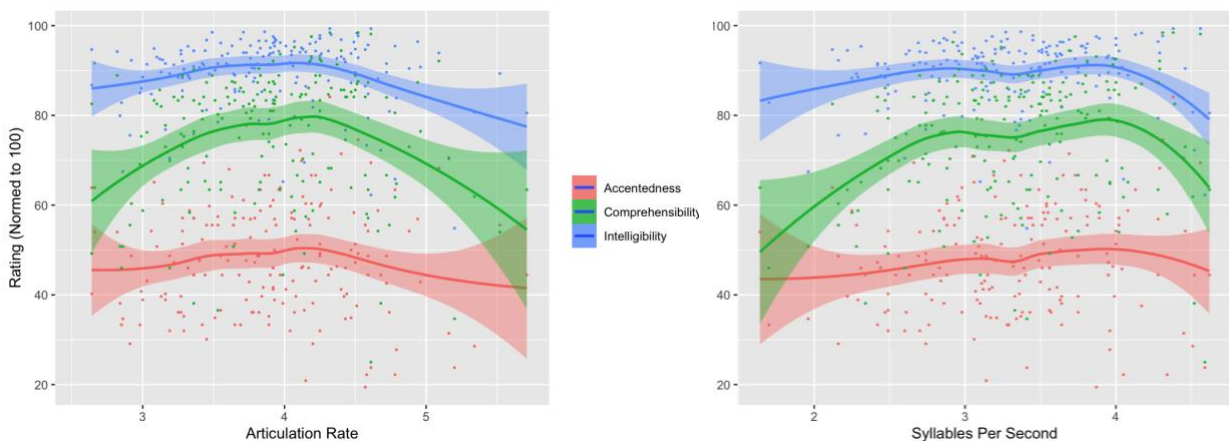 Rating (Normed to 100)
100
80
60
40
20
3
4
5
Articulation Rate
Accentedness
Comprehensibility
Intelligibility
100
80
60
40
20
2
3
4
Syllables Per Second